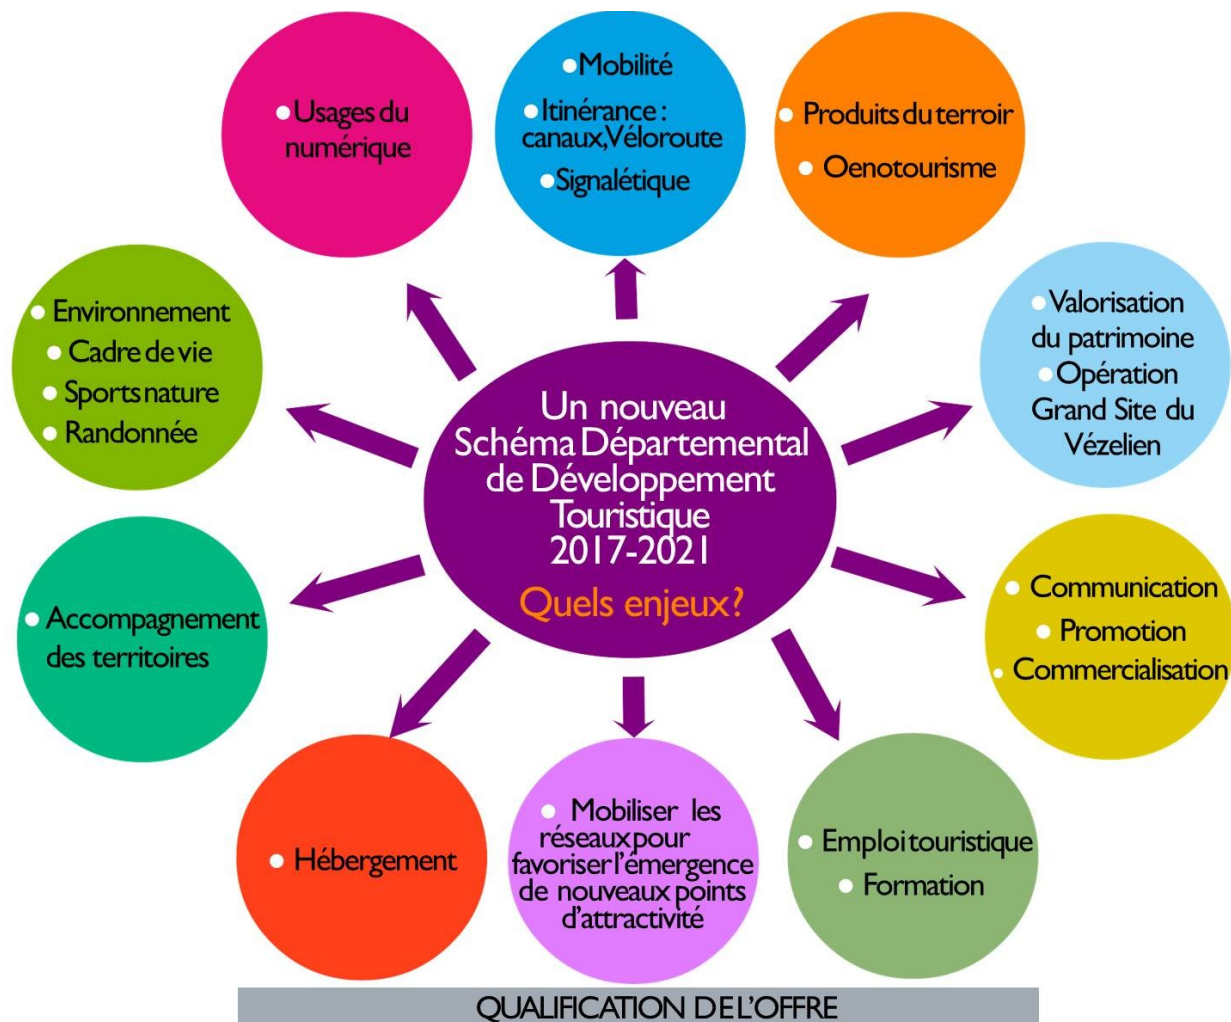 • Usages du
numérique
• Mobilité
• Itinérance :
canaux, Véloroute
• Signalétique
• Produits du terroir
• Oenotourisme
• Environnement
• Cadre de vie
• Sports nature
• Randonnée
• Valorisation
du patrimoine
• Opération
Grand Site du
Vézelien
Un nouveau
Schéma Départemental
de Développement
Touristique
2017-2021
Quels enjeux?
• Accompagnement
des territoires
• Communication
• Promotion
• Commercialisation
• Hébergement
• Mobiliser les
réseaux pour
favoriser l'émergence
de nouveaux points
d'attractivité
• Emploi touristique
• Formation
QUALIFICATION DE L'OFFRE